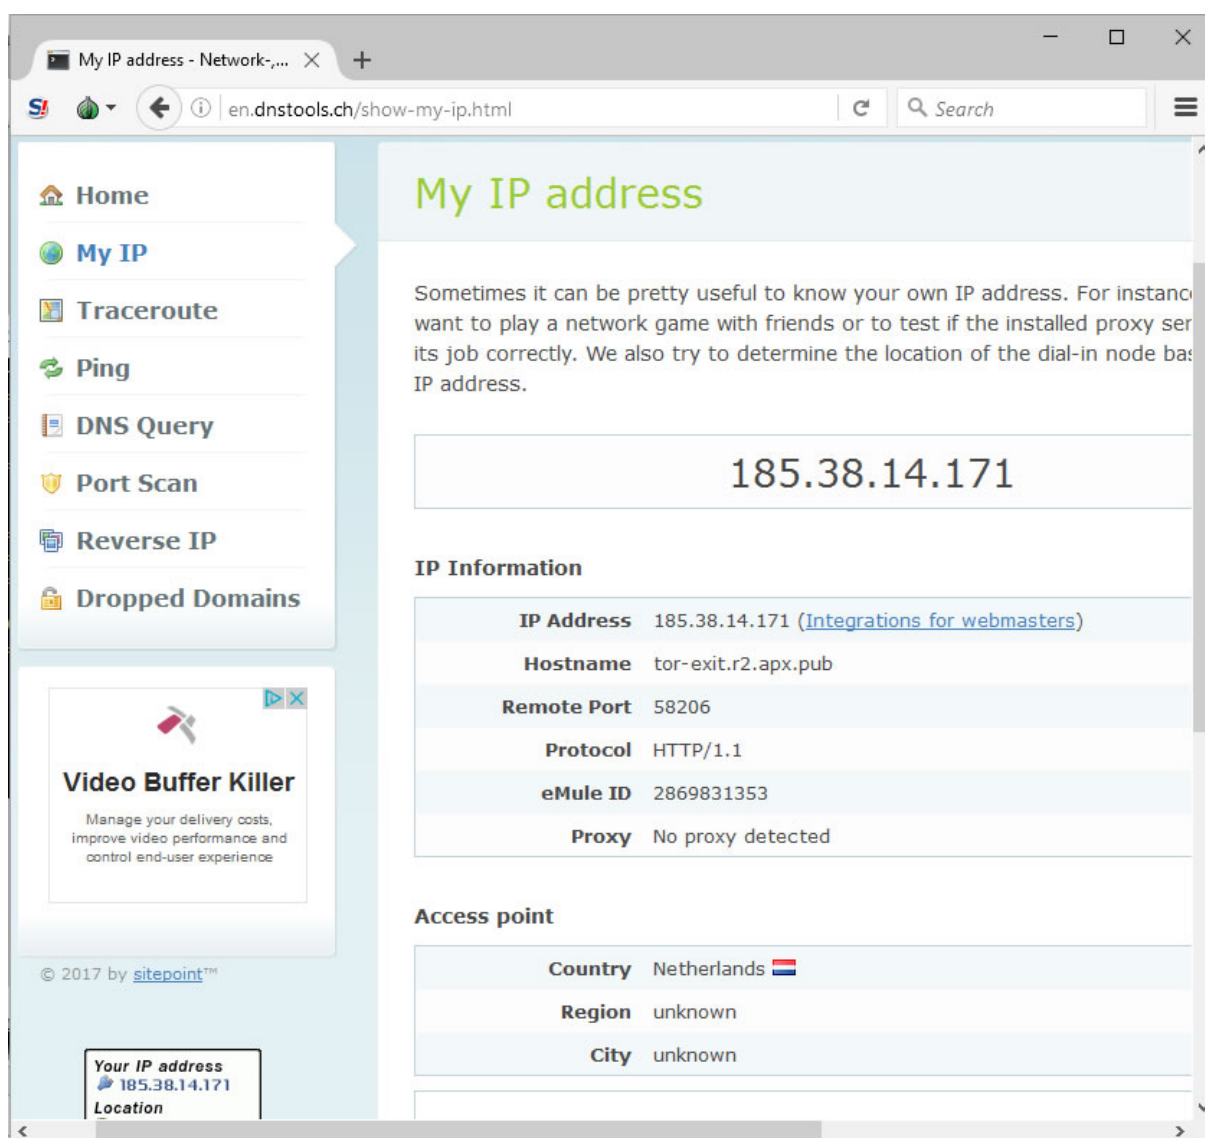 My IP address - Network-,...
S!
en.dnstools.ch/show-my-ip.html
Search
Home
My IP
Traceroute
Ping
DNS Query
Port Scan
Reverse IP
Dropped Domains
Video Buffer Killer
Manage your delivery costs,
improve video performance and
control end-user experience
© 2017 by sitepoint™
Your IP address
185.38.14.171
Location
My IP address
Sometimes it can be pretty useful to know your own IP address. For instanc
want to play a network game with friends or to test if the installed proxy ser
its job correctly. We also try to determine the location of the dial-in node bas
IP address.
185.38.14.171
IP Information
IP Address 185.38.14.171 (Integrations for webmasters)
Hostname tor-exit.r2.apx.pub
Remote Port 58206
Protocol HTTP/1.1
eMule ID 2869831353
Proxy No proxy detected
Access point
Country Netherlands
Region unknown
City unknown